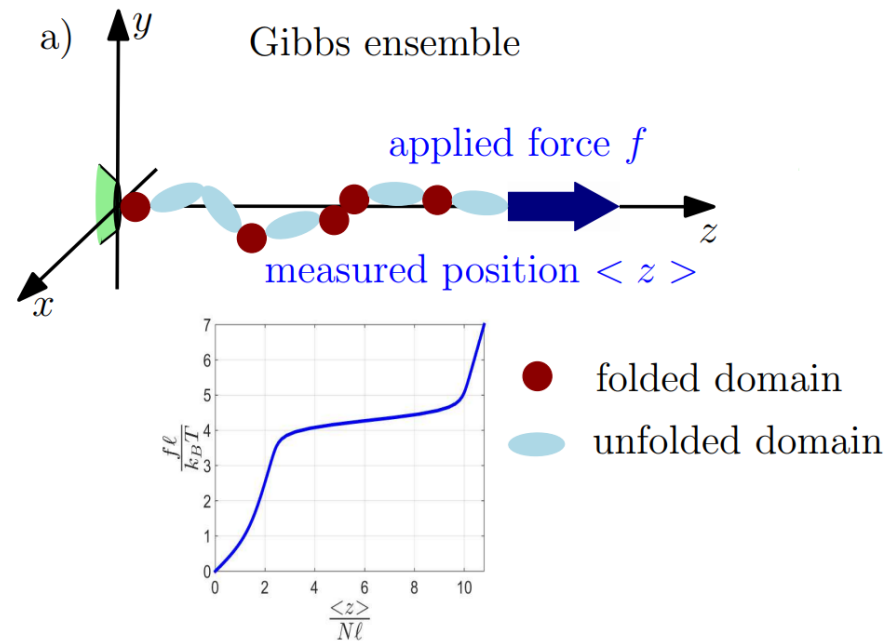 a)
y
Gibbs ensemble
applied force f
z
x
measured position < z >
7
6
5
4
3
2
1
0
fℓ
k_BT
0 2 4 6 8 10
<z>
Nℓ
folded domain
unfolded domain